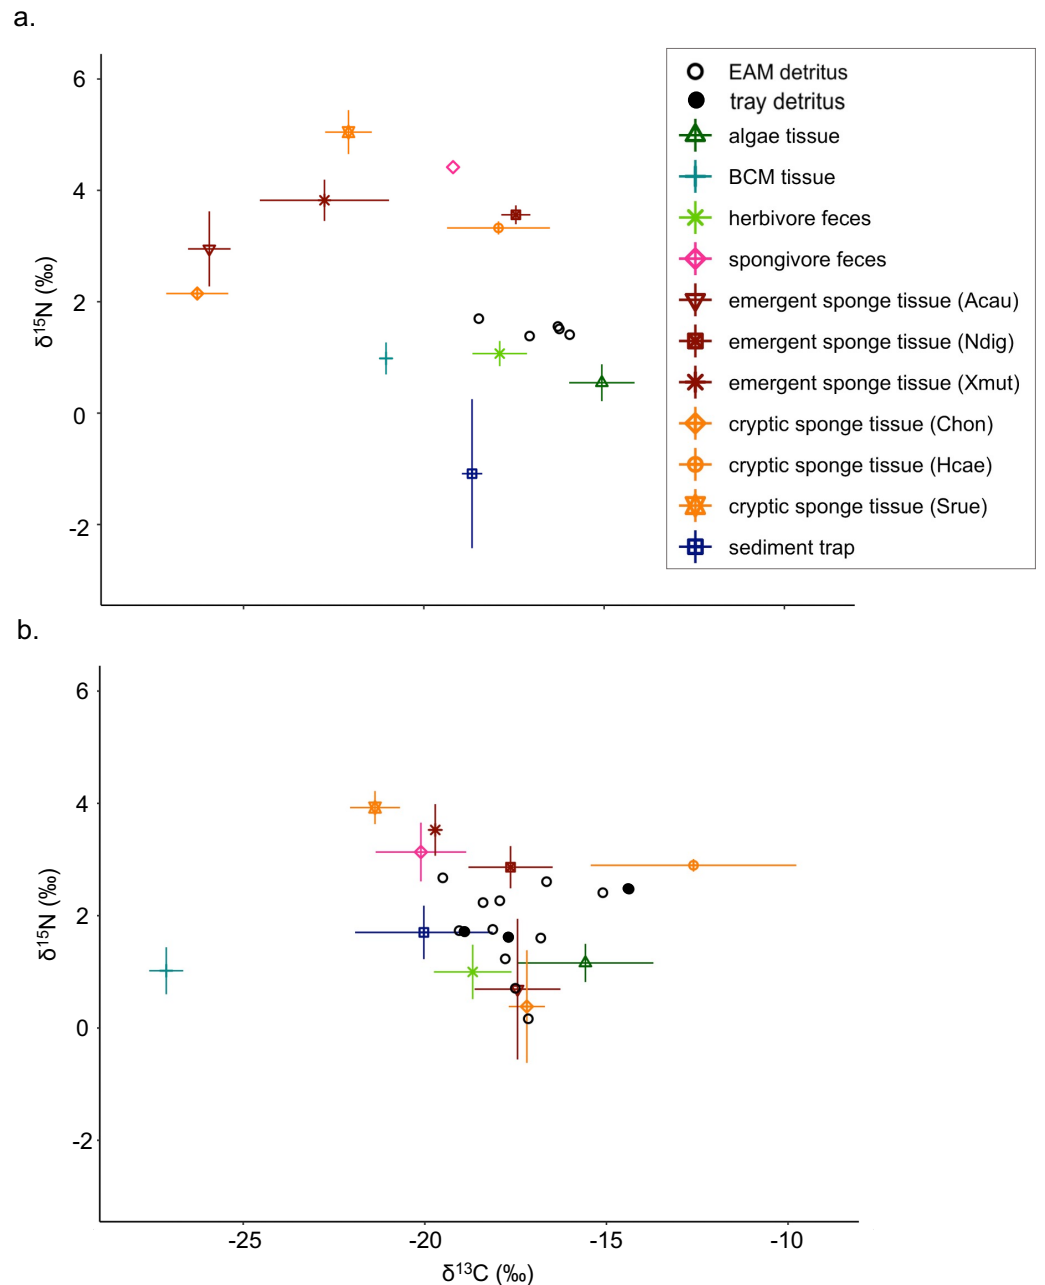 a.
6
4
2
0
-2
δ15N (‰)
EAM detritus
tray detritus
algae tissue
BCM tissue
herbivore feces
spongivore feces
emergent sponge tissue (Acau)
emergent sponge tissue (Ndig)
emergent sponge tissue (Xmut)
cryptic sponge tissue (Chon)
cryptic sponge tissue (Hcae)
cryptic sponge tissue (Srue)
sediment trap
b.
6
4
2
0
-2
δ15N (‰)
-25 -20 -15 -10
δ13C (‰)